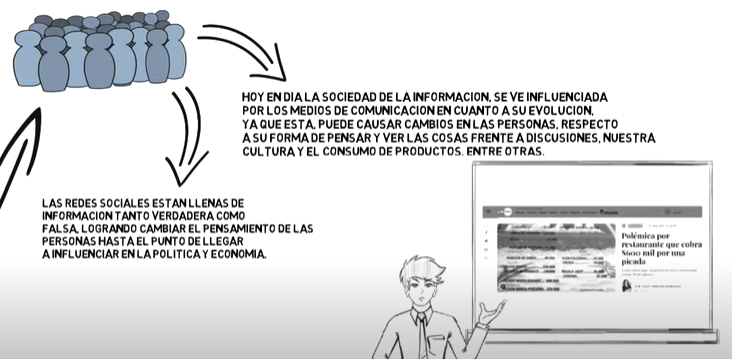 HOY EN DIA LA SOCIEDAD DE LA INFORMACION, SE VE INFLUENCIADA
POR LOS MEDIOS DE COMUNICACION EN CUANTO A SU EVOLUCION,
YA QUE ESTA, PUEDE CAUSAR CAMBIOS EN LAS PERSONAS, RESPECTO
A SU FORMA DE PENSAR Y VER LAS COSAS FRENTE A DISCUSIONES, NUESTRA
CULTURA Y EL CONSUMO DE PRODUCTOS. ENTRE OTRAS.
LAS REDES SOCIALES ESTAN LLENAS DE
INFORMACION TANTO VERDADERA COMO
FALSA, LOGRANDO CAMBIAR EL PENSAMIENTO DE LAS
PERSONAS HASTA EL PUNTO DE LLEGAR
A INFLUENCIAR EN LA POLITICA Y ECONOMIA.
Polémica por
restaurante que cobra
$600 mil por una
picada